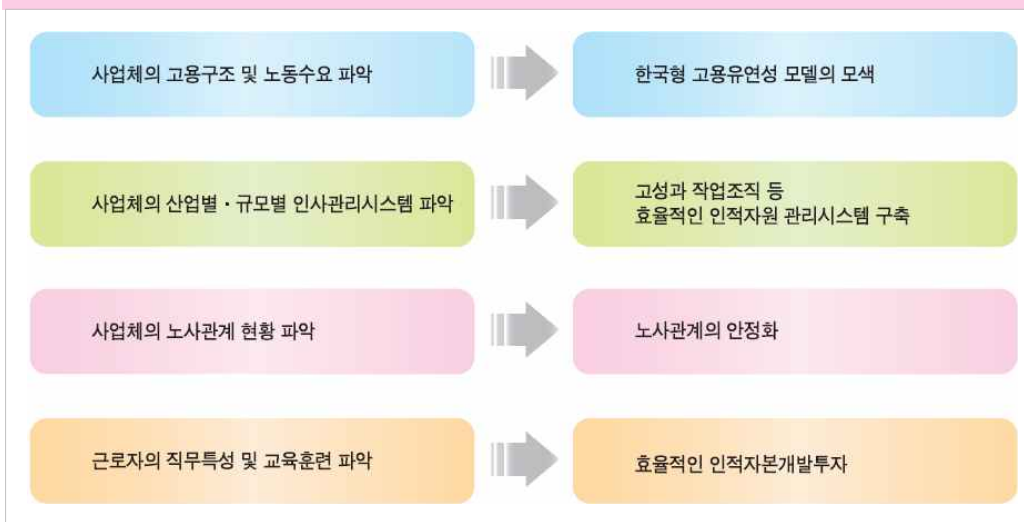 사업체의 고용구조 및 노동수요 파악
한국형 고용유연성 모델의 모색
사업체의 산업별·규모별 인사관리시스템 파악
고성과 작업조직 등
효율적인 인적자원 관리시스템 구축
사업체의 노사관계 현황 파악
노사관계의 안정화
근로자의 직무특성 및 교육훈련 파악
효율적인 인적자본개발투자